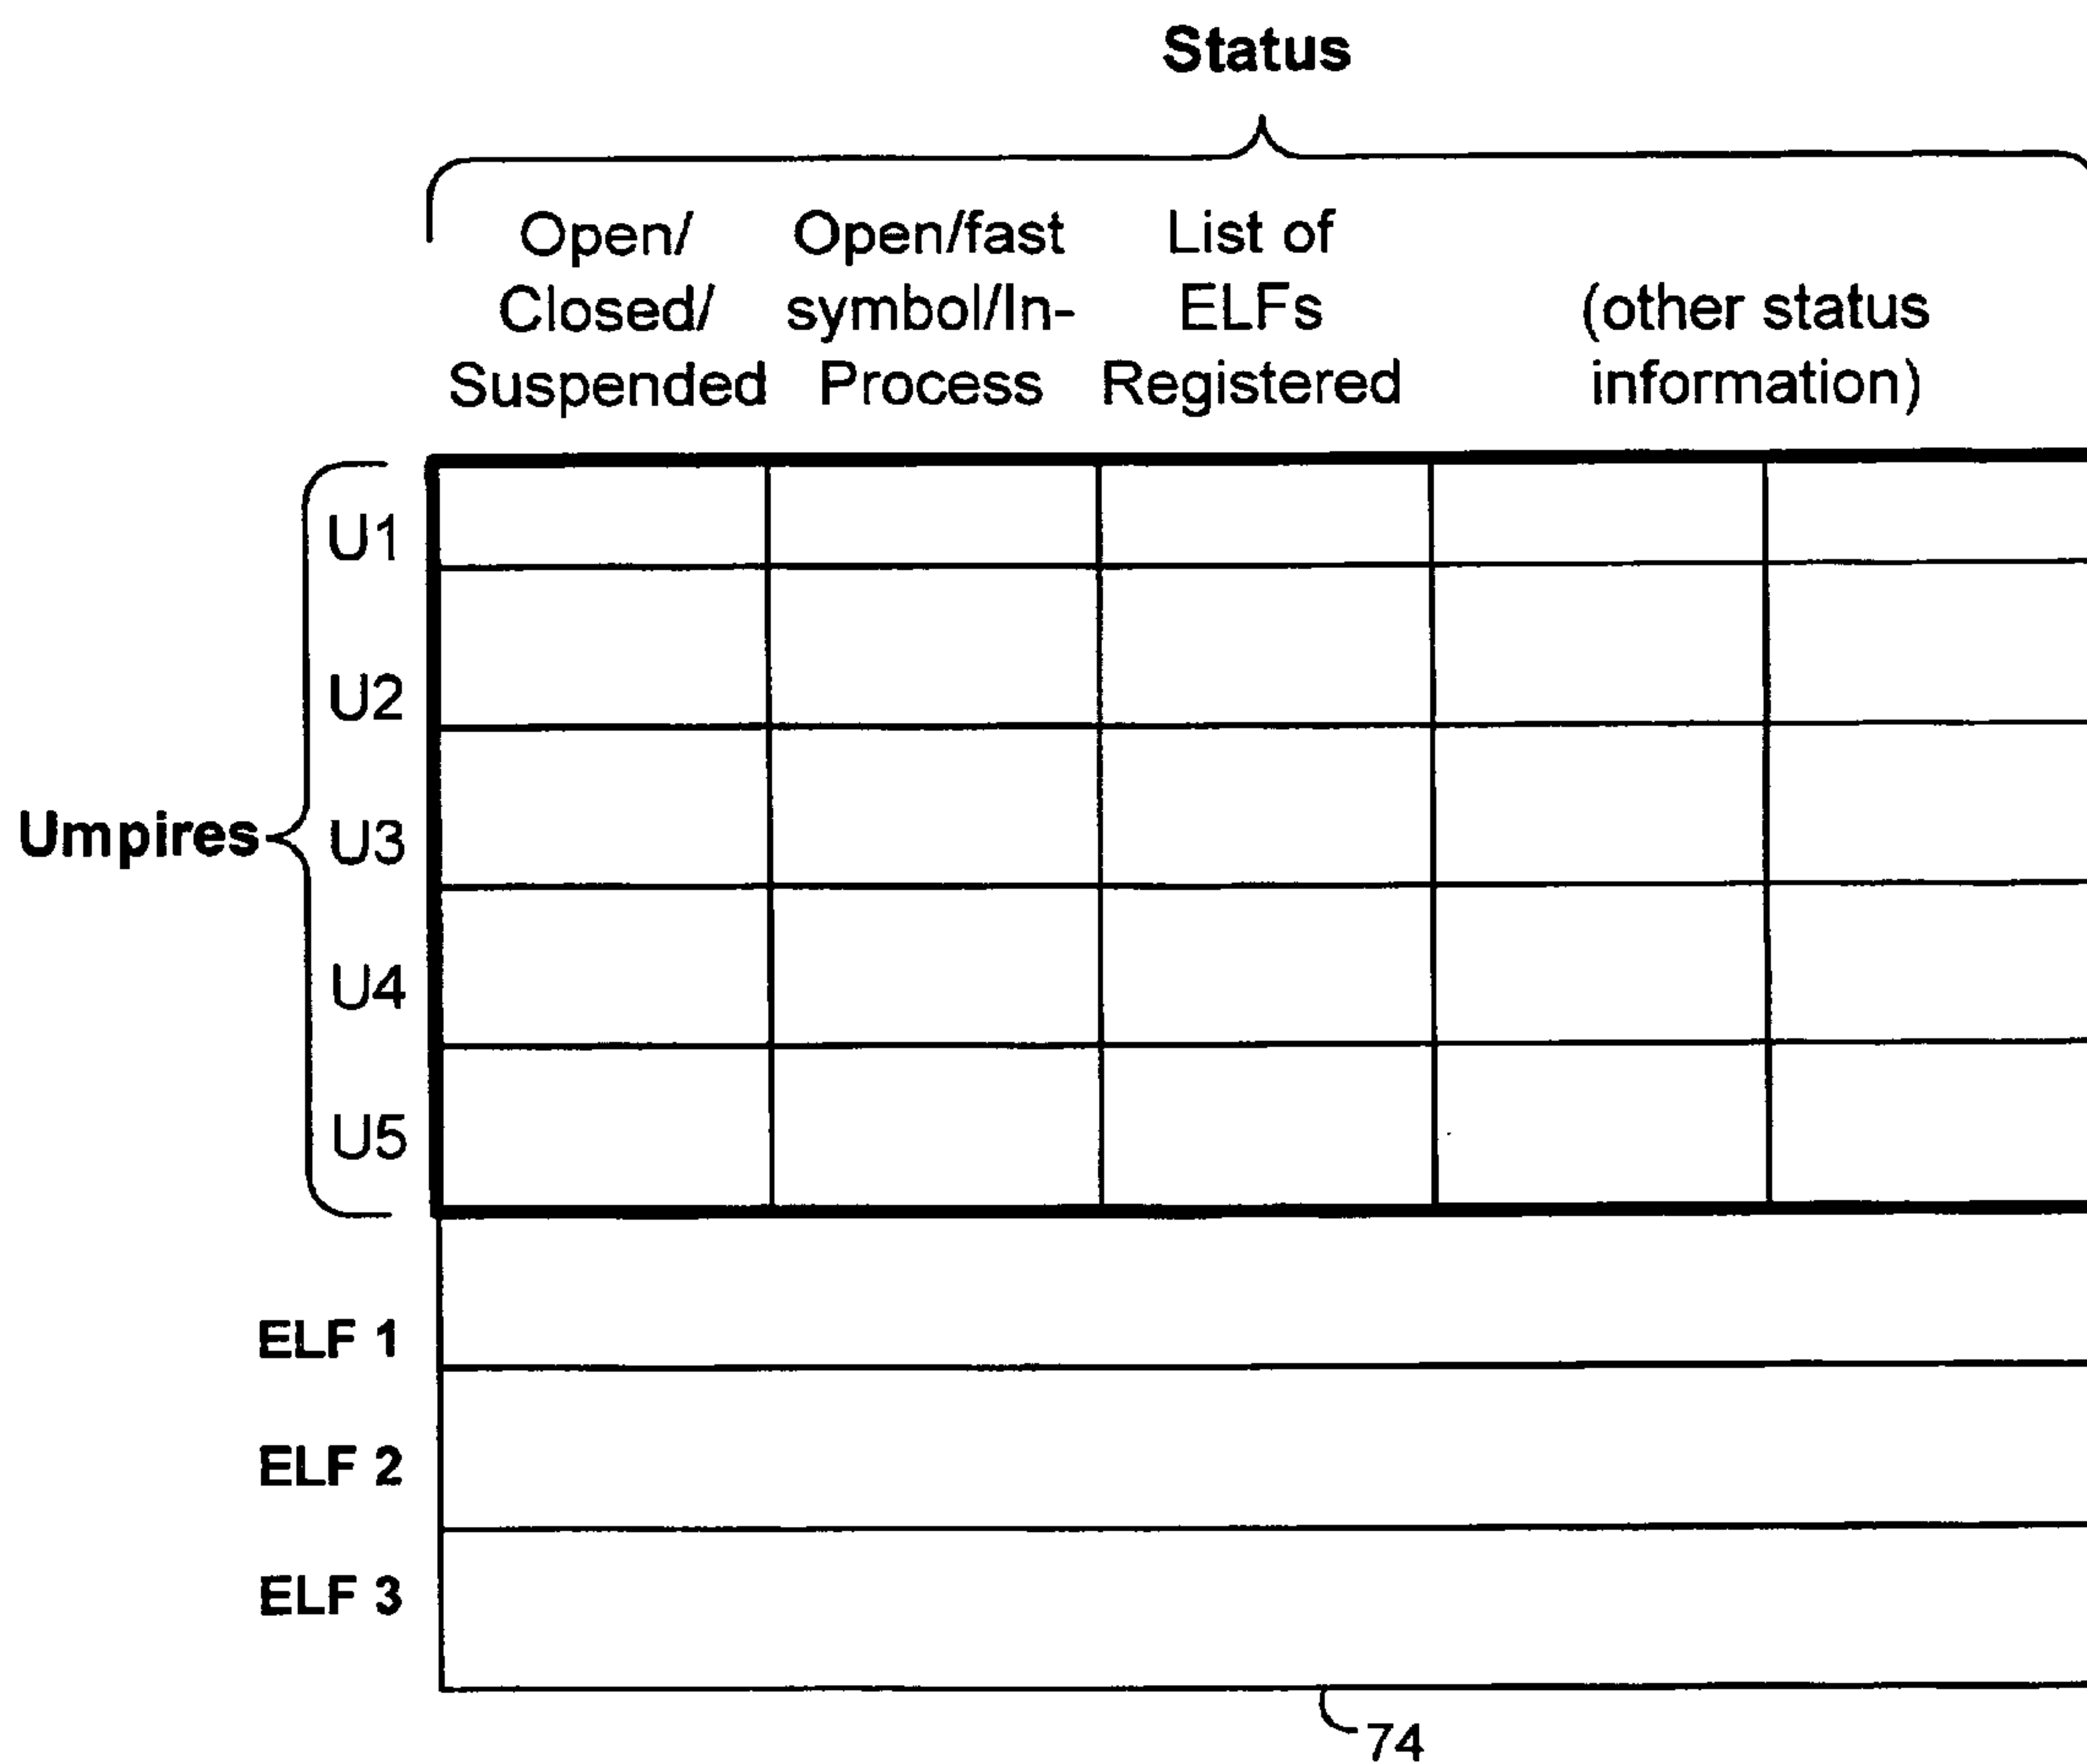 Status
Open/ Open/fast List of
Closed/ symbol/In- ELFs (other status
Suspended Process Registered information)
U1
U2
Umpires U3
U4
U5
ELF 1
ELF 2
ELF 3
74